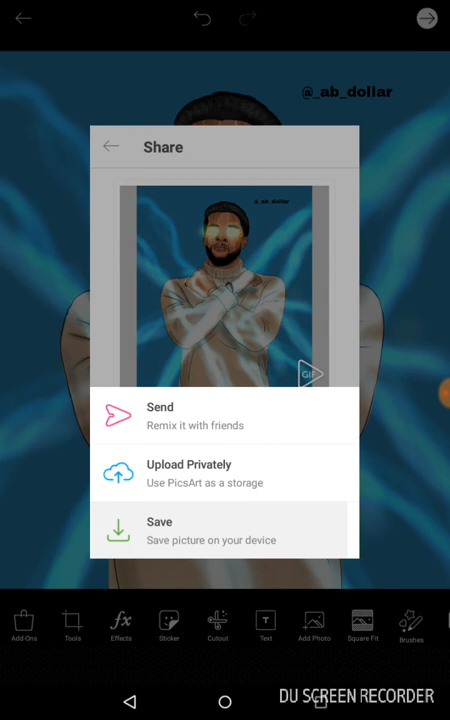 @_ab_dollar
Share
@_ab_dollar
GIF
Send
Remix it with friends
Upload Privately
Use PicsArt as a storage
Save
Save picture on your device
fx
T
Add-Ons Tools Effects Sticker Cutout Text Add Photo Square Fit Brushes
DU SCREEN RECORDER